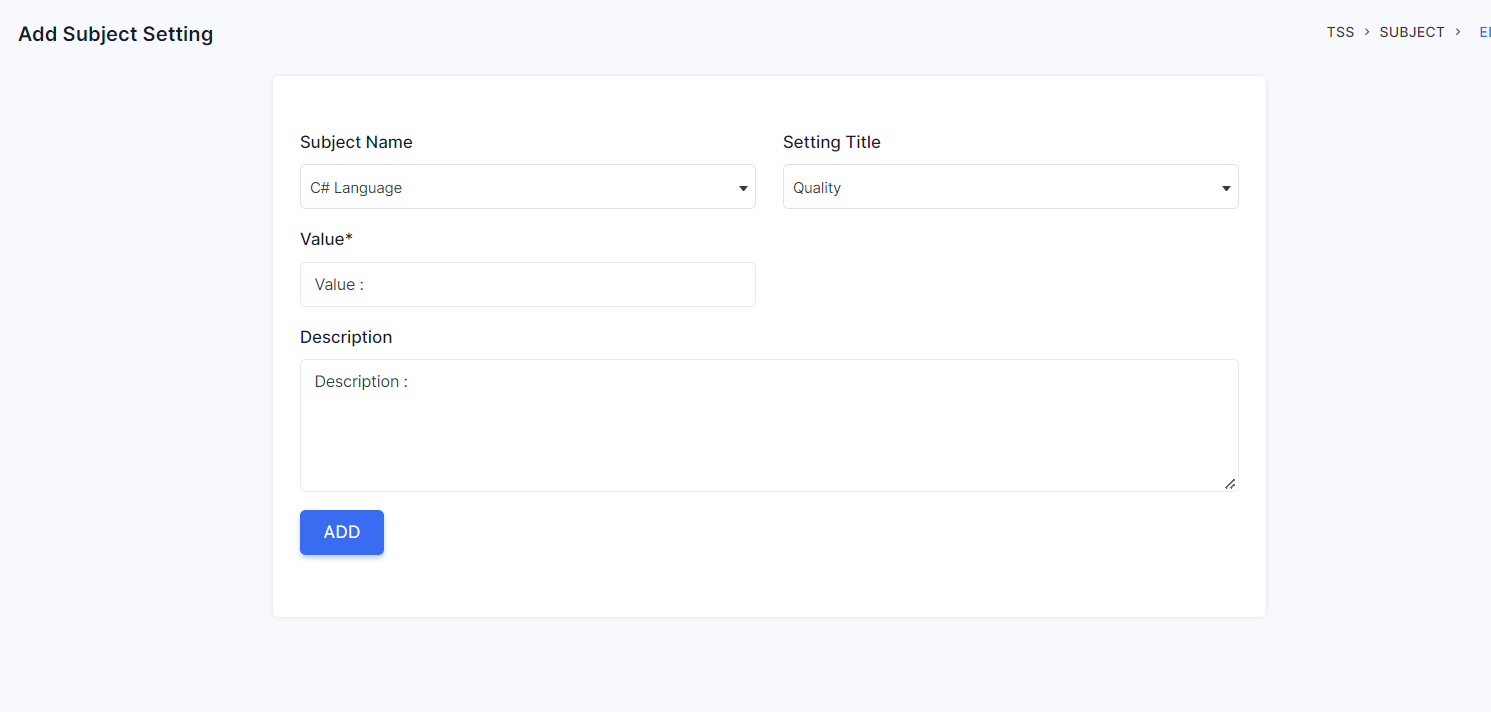 Add Subject Setting
TSS > SUBJECT >
Subject Name
Setting Title
C# Language
Quality
Value*
Value :
Description
Description :
ADD